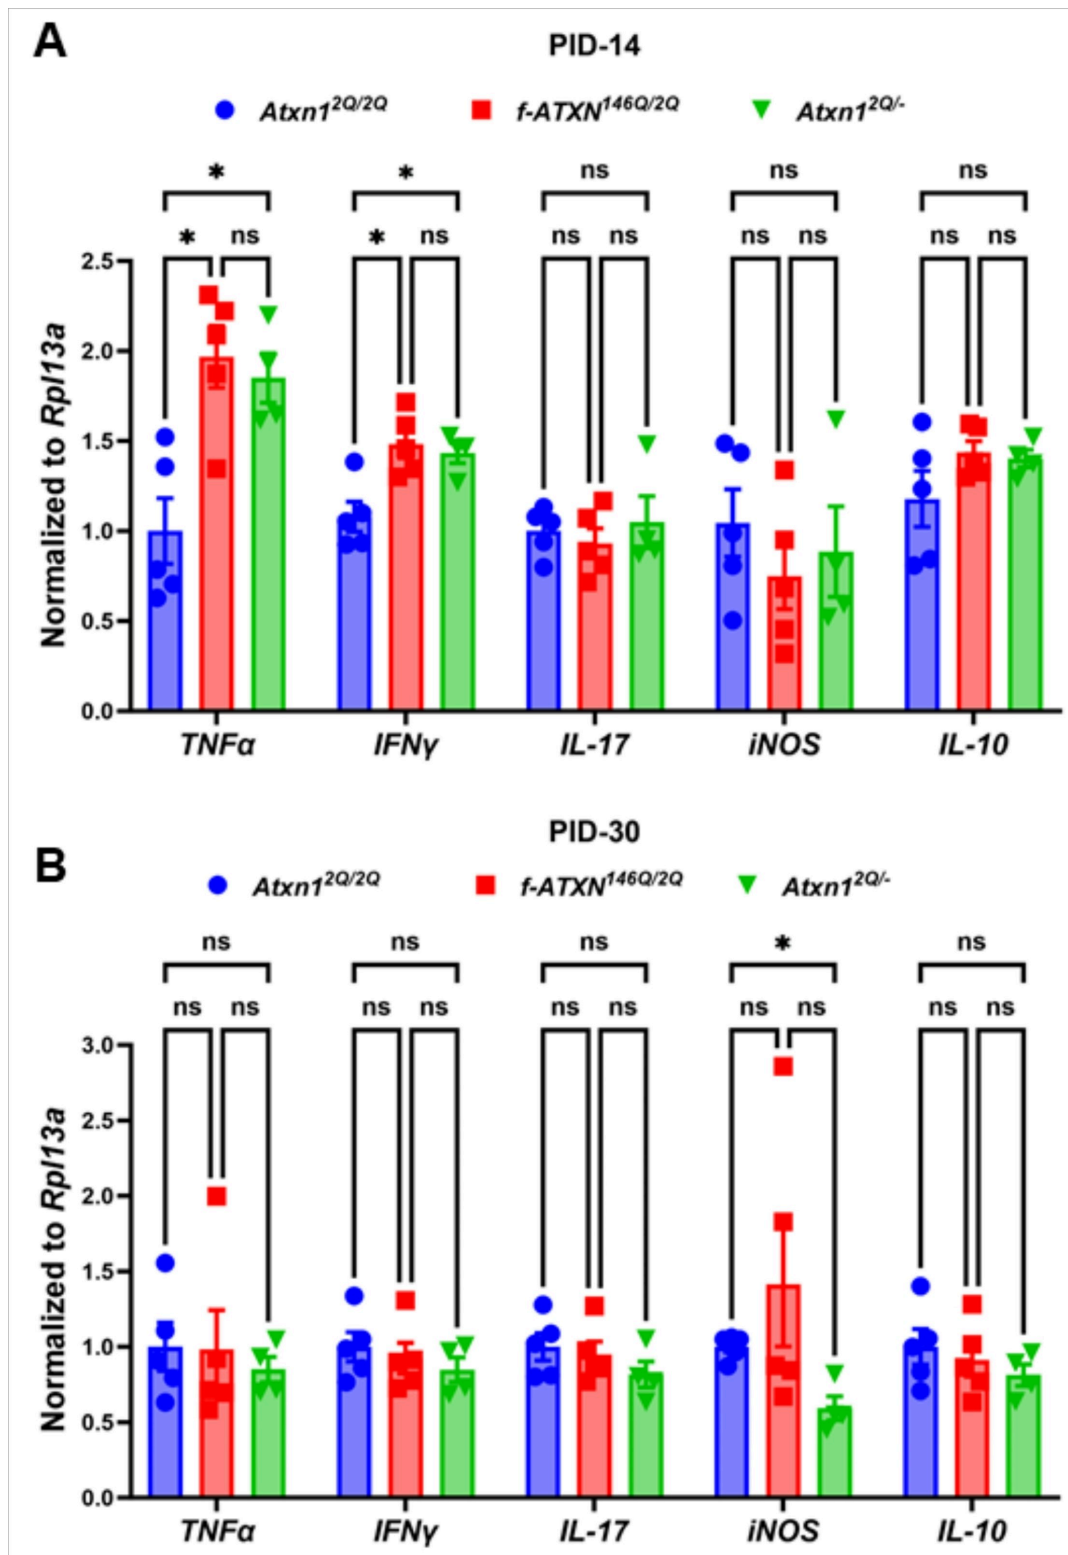 A
PID-14
Atxn1^2Q/2Q f-ATXN^146Q/2Q Atxn1^2Q/-
* * ns ns ns
* ns * ns ns ns ns ns ns ns
2.5
2.0
1.5
1.0
0.5
0.0
Normalized to Rpl13a
TNFα IFNγ IL-17 iNOS IL-10
PID-30
B
Atxn1^2Q/2Q f-ATXN^146Q/2Q Atxn1^2Q/-
ns ns ns * ns
ns ns ns ns ns ns ns ns ns ns
3.0
2.5
2.0
1.5
1.0
0.5
0.0
Normalized to Rpl13a
TNFα IFNγ IL-17 iNOS IL-10